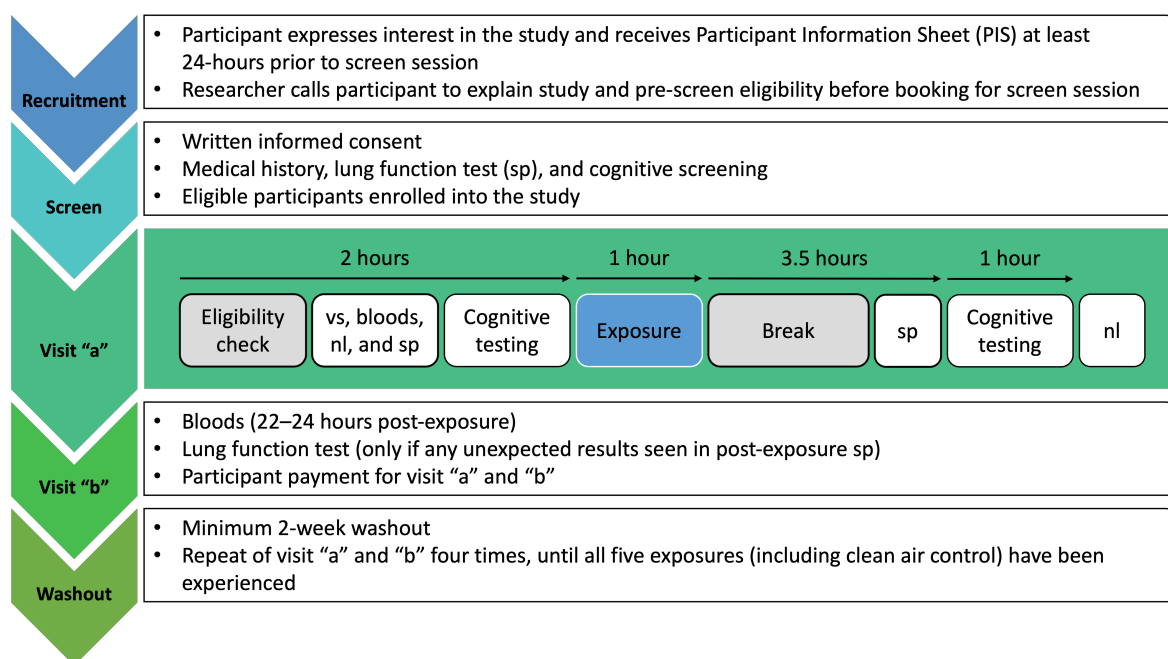 • Participant expresses interest in the study and receives Participant Information Sheet (PIS) at least
24-hours prior to screen session
• Researcher calls participant to explain study and pre-screen eligibility before booking for screen session
Recruitment
• Written informed consent
• Medical history, lung function test (sp), and cognitive screening
• Eligible participants enrolled into the study
Screen
2 hours
1 hour
3.5 hours
1 hour
Eligibility
check
vs, bloods,
nl, and sp
Cognitive
testing
Exposure
Break
sp
Cognitive
testing
nl
Visit “a”
• Bloods (22–24 hours post-exposure)
• Lung function test (only if any unexpected results seen in post-exposure sp)
• Participant payment for visit “a” and “b”
Visit “b”
• Minimum 2-week washout
• Repeat of visit “a” and “b” four times, until all five exposures (including clean air control) have been
experienced
Washout